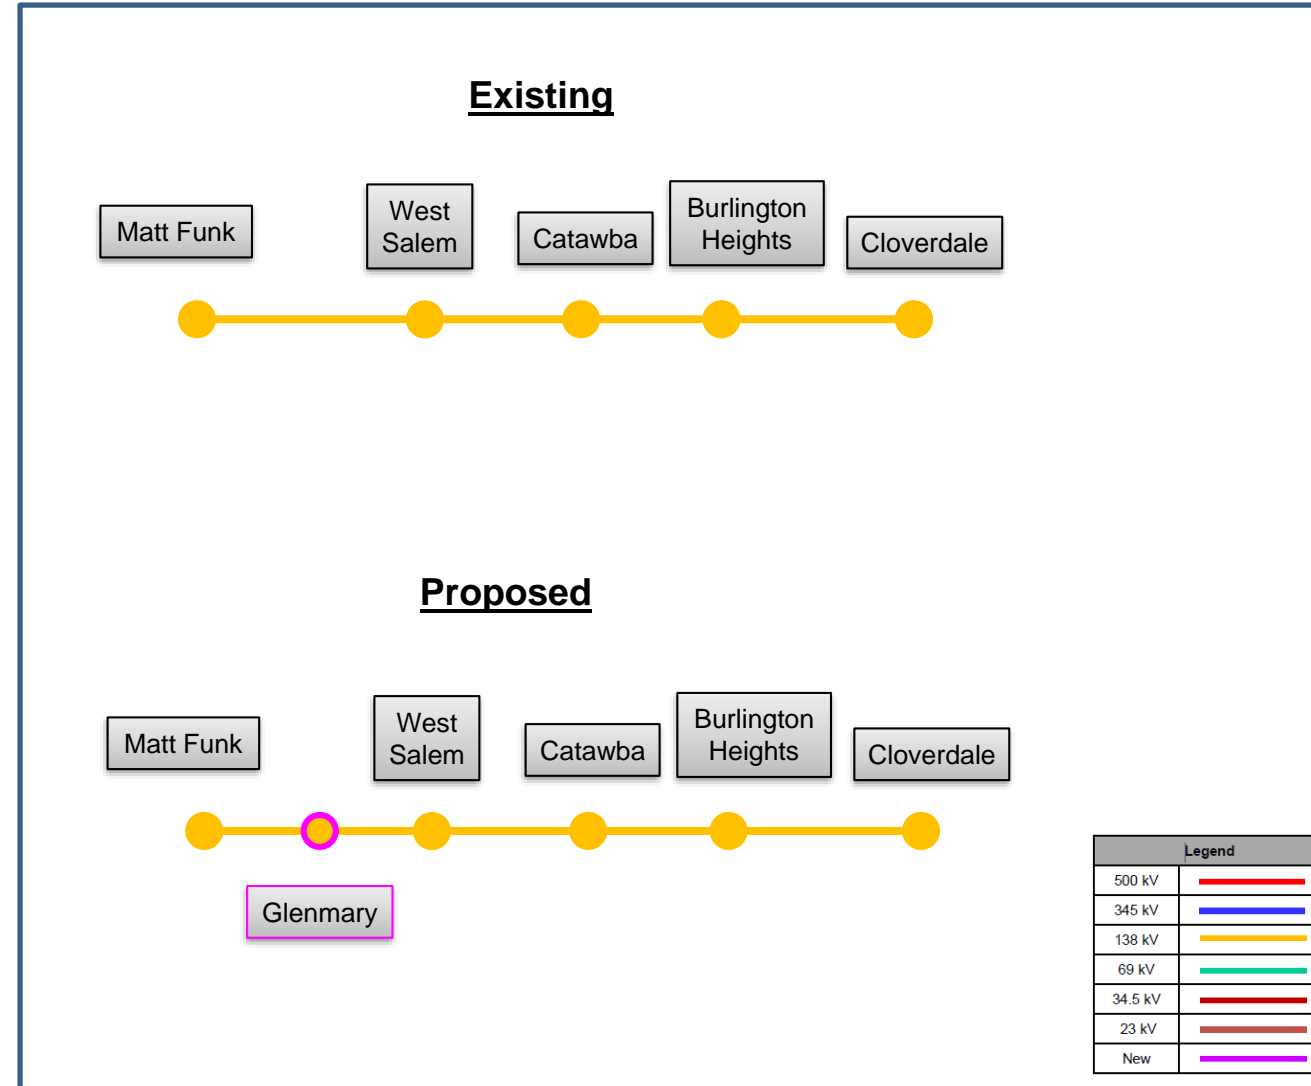 Existing
Matt Funk
West
Salem
Catawba
Burlington
Heights
Cloverdale
Proposed
Matt Funk
West
Salem
Catawba
Burlington
Heights
Cloverdale
Glenmary
Legend
500 kV
345 kV
138 kV
69 kV
34.5 kV
23 kV
New